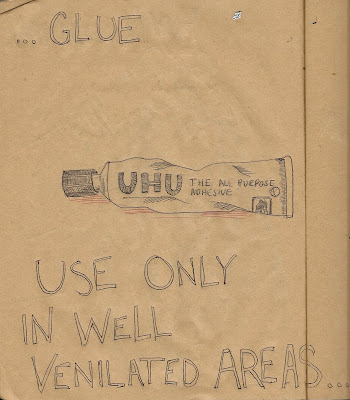 ... GLUE
UHU THE ALL PURPOSE
ADHESIVE
USE ONLY
IN WELL
VENILATED AREAS...